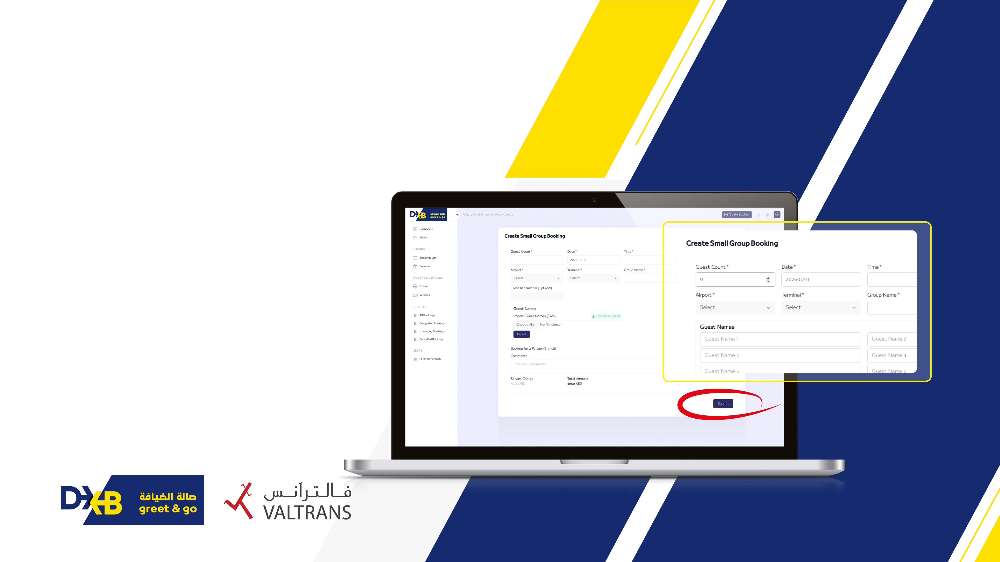 DXB
صالة الضيافة
greet & go
Create Small Group Booking • create
Create Booking
G
Dashboard
Wallet
BOOKINGS
Bookings List
Calendar
DRIVERS & VEHICLES
Drivers
Vehicles
REPORTS
All Bookings
Completed Bookings
Upcoming Bookings
Cancelled Booking
USERS
Partners/Branch
Create Small Group Booking
Guest Count* Date* Time*
2025-08-13
Airport* Terminal* Group Name*
Select Select
Client Ref Number (Optional)
Guest Names
Import Guest Names (Excel) Download Sample
Choose File No file chosen
Import
Booking for a Partner/Branch?
Comments
Enter any comments...
Service Charge Total Amount
40.00 AED 40.00 AED
Submit
Create Small Group Booking
Guest Count* Date* Time*
9 2025-07-11
Airport* Terminal* Group Name*
Select Select
Guest Names
Guest Name 1 Guest Name 2
Guest Name 3 Guest Name 4
Guest Name 5 Guest Name 6
DXB
صالة الضيافة
greet & go
فالترانس
VALTRANS